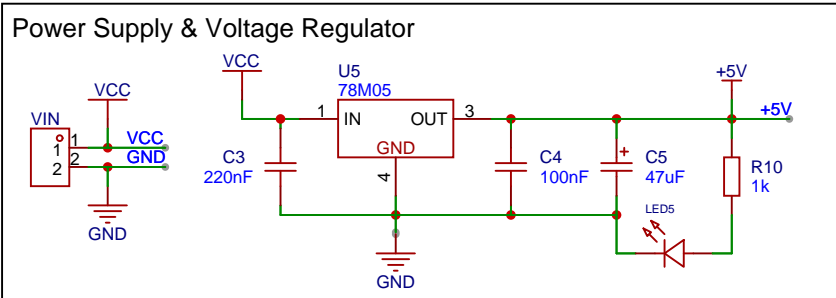 Power Supply & Voltage Regulator
VCC
VIN
1
2
1
2
VCC
GND
GND
VCC
U5
78M05
1
IN
OUT
3
GND
4
C3
220nF
GND
C4
100nF
+
C5
47uF
LED5
+5V
+5V
R10
1k